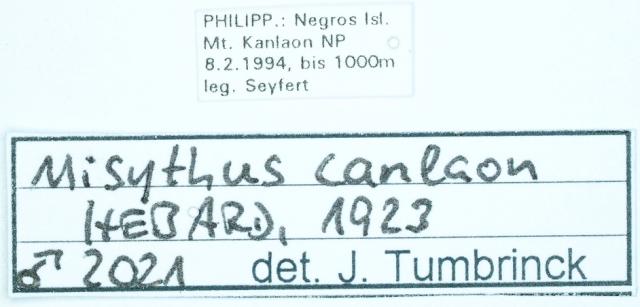 PHILIPP.: Negros Isl.
Mt. Kanlaon NP
8.2.1994, bis 1000m
leg. Seyfert
Misythus canlaon
HEBARD, 1923
♂ 2021 det. J. Tumbrinck